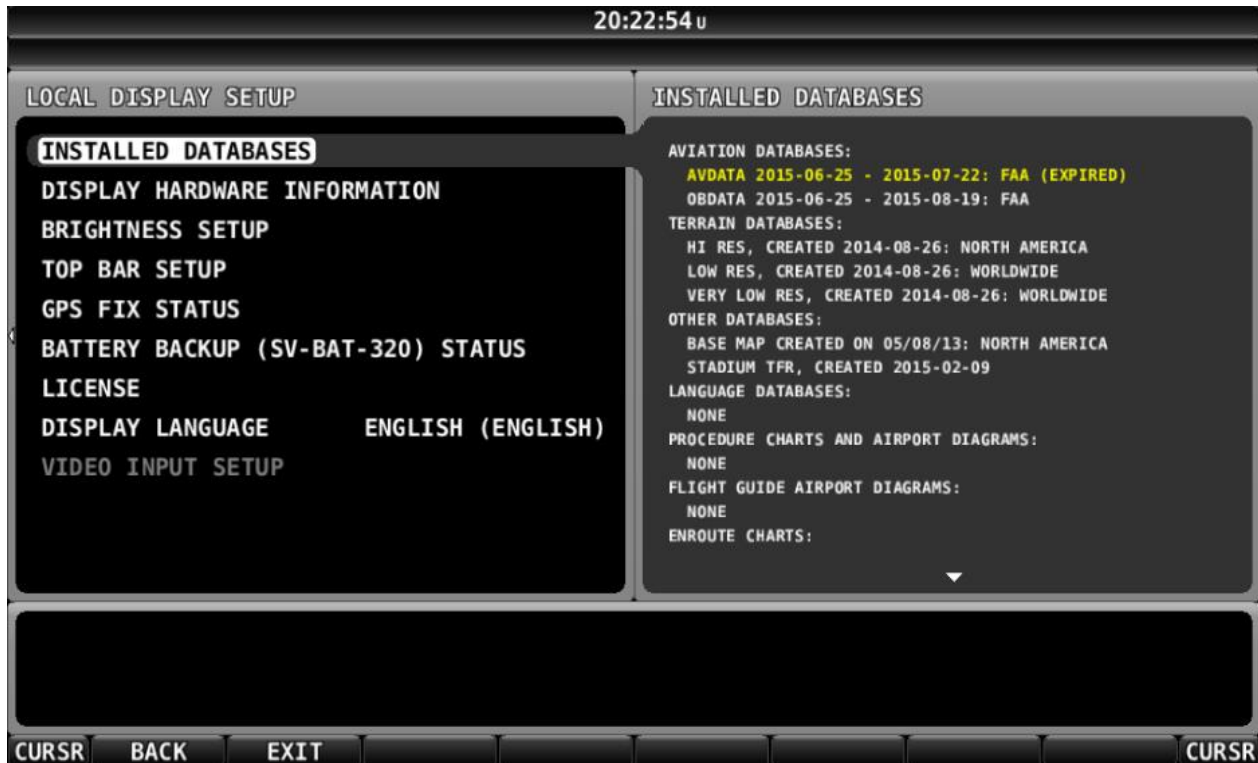 20:22:54 U
LOCAL DISPLAY SETUP
INSTALLED DATABASES
DISPLAY HARDWARE INFORMATION
BRIGHTNESS SETUP
TOP BAR SETUP
GPS FIX STATUS
BATTERY BACKUP (SV-BAT-320) STATUS
LICENSE
DISPLAY LANGUAGE ENGLISH (ENGLISH)
VIDEO INPUT SETUP
INSTALLED DATABASES
AVIATION DATABASES:
AVDATA 2015-06-25 - 2015-07-22: FAA (EXPIRED)
OBDATA 2015-06-25 - 2015-08-19: FAA
TERRAIN DATABASES:
HI RES, CREATED 2014-08-26: NORTH AMERICA
LOW RES, CREATED 2014-08-26: WORLDWIDE
VERY LOW RES, CREATED 2014-08-26: WORLDWIDE
OTHER DATABASES:
BASE MAP CREATED ON 05/08/13: NORTH AMERICA
STADIUM TFR, CREATED 2015-02-09
LANGUAGE DATABASES:
NONE
PROCEDURE CHARTS AND AIRPORT DIAGRAMS:
NONE
FLIGHT GUIDE AIRPORT DIAGRAMS:
NONE
ENROUTE CHARTS:
CURSR BACK EXIT CURSR